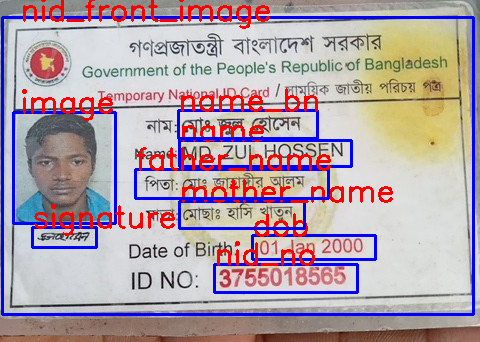 nid_front_image
গণপ্রজাতন্ত্রী বাংলাদেশ সরকার
Government of the People's Republic of Bangladesh
Temporary National ID Card / সাময়িক জাতীয় পরিচয় পত্র
image
name_bn
নাম: মোঃ জুল হোসেন
name
Name: MD. ZUL HOSSEN
father_name
পিতা: মোঃ জাহাঙ্গীর আলম
mother_name
মোছাঃ হাসি খাতুন
signature
dob
Date of Birth: 01 Jan 2000
nid_no
ID NO: 3755018565